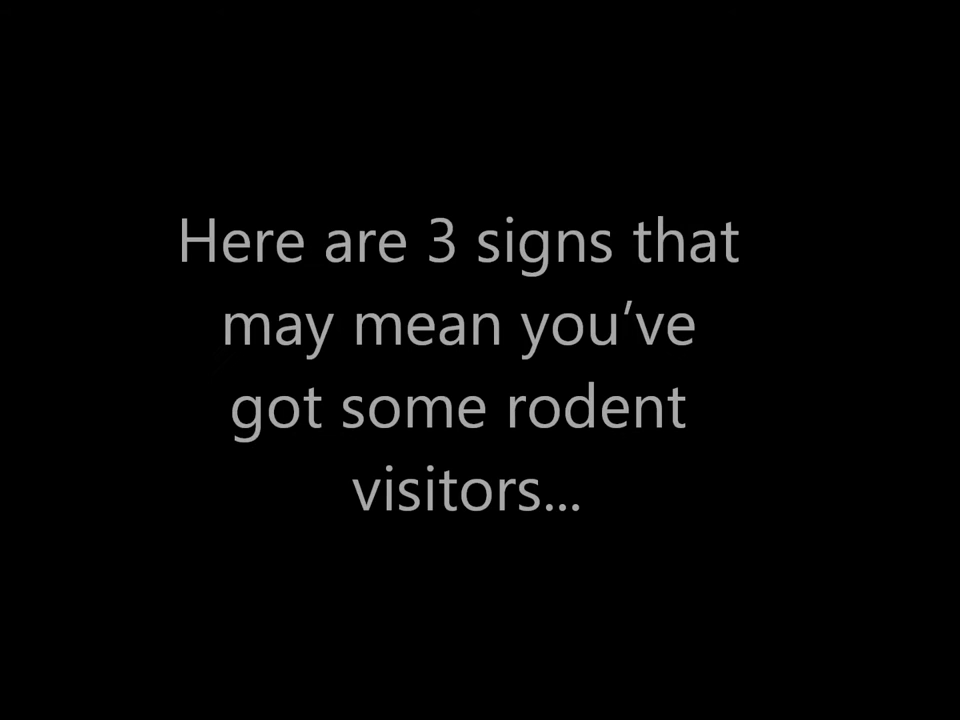 Here are 3 signs that
may mean you’ve
got some rodent
visitors...